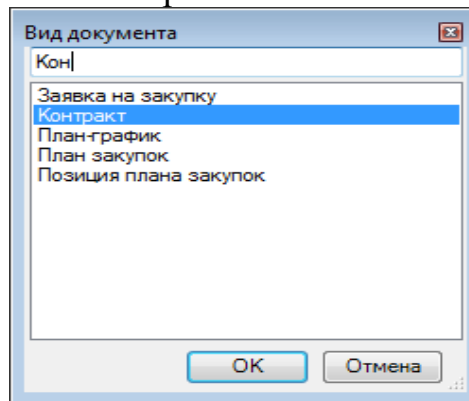 Вид документа
Кон
Заявка на закупку
Контракт
План-график
План закупок
Позиция плана закупок
OK
Отмена